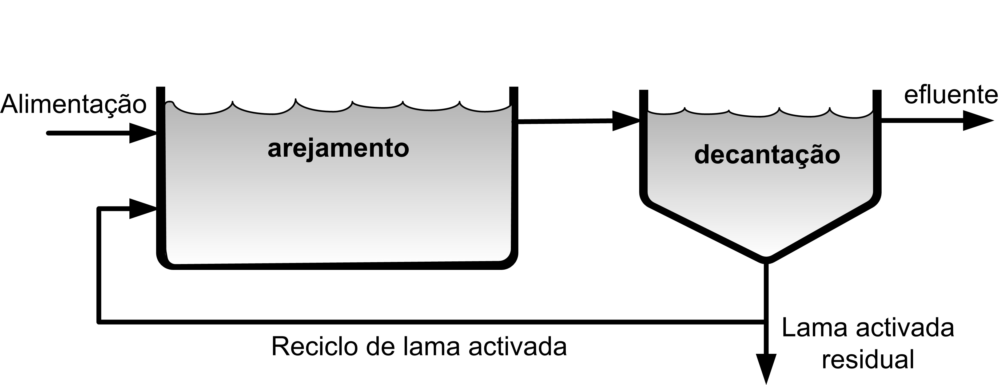 Alimentação
efluente
arejamento
decantação
Reciclo de lama activada
Lama activada
residual